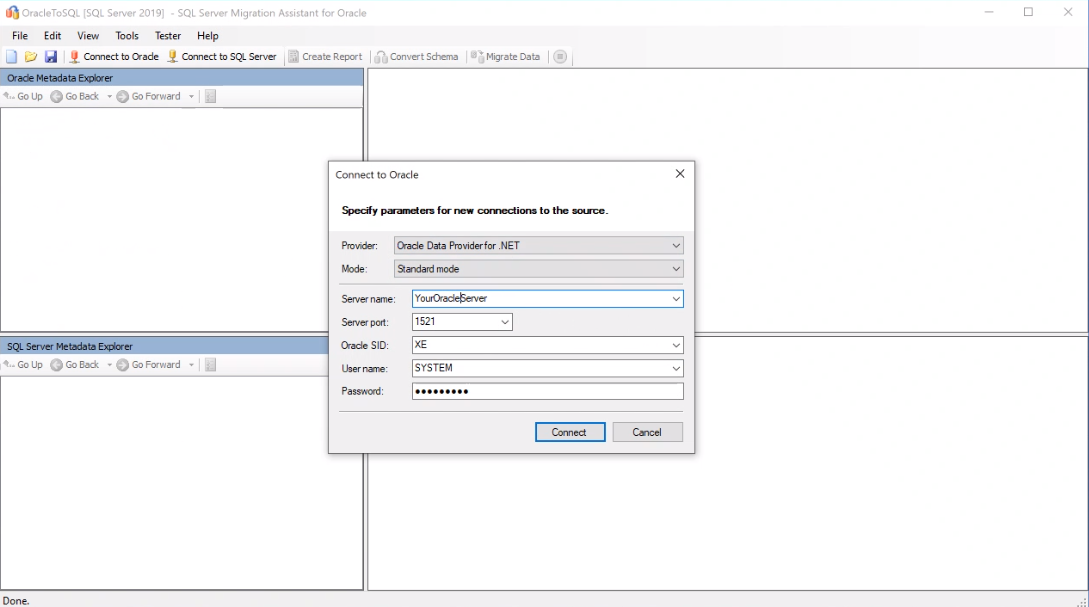 OracleToSQL [SQL Server 2019] - SQL Server Migration Assistant for Oracle
File Edit View Tools Tester Help
Connect to Oracle Connect to SQL Server Create Report Convert Schema Migrate Data
Oracle Metadata Explorer
Go Up Go Back Go Forward
Connect to Oracle
Specify parameters for new connections to the source.
Provider: Oracle Data Provider for .NET
Mode: Standard mode
Server name: YourOracleServer
Server port: 1521
Oracle SID: XE
User name: SYSTEM
Password: ●●●●●●●●●
Connect Cancel
SQL Server Metadata Explorer
Go Up Go Back Go Forward
Done.